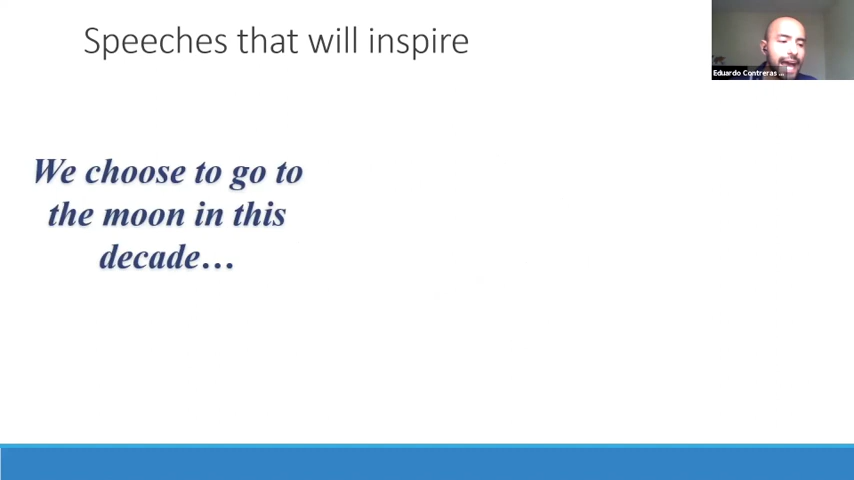 Speeches that will inspire
Eduardo Contreras ...
We choose to go to
the moon in this
decade…